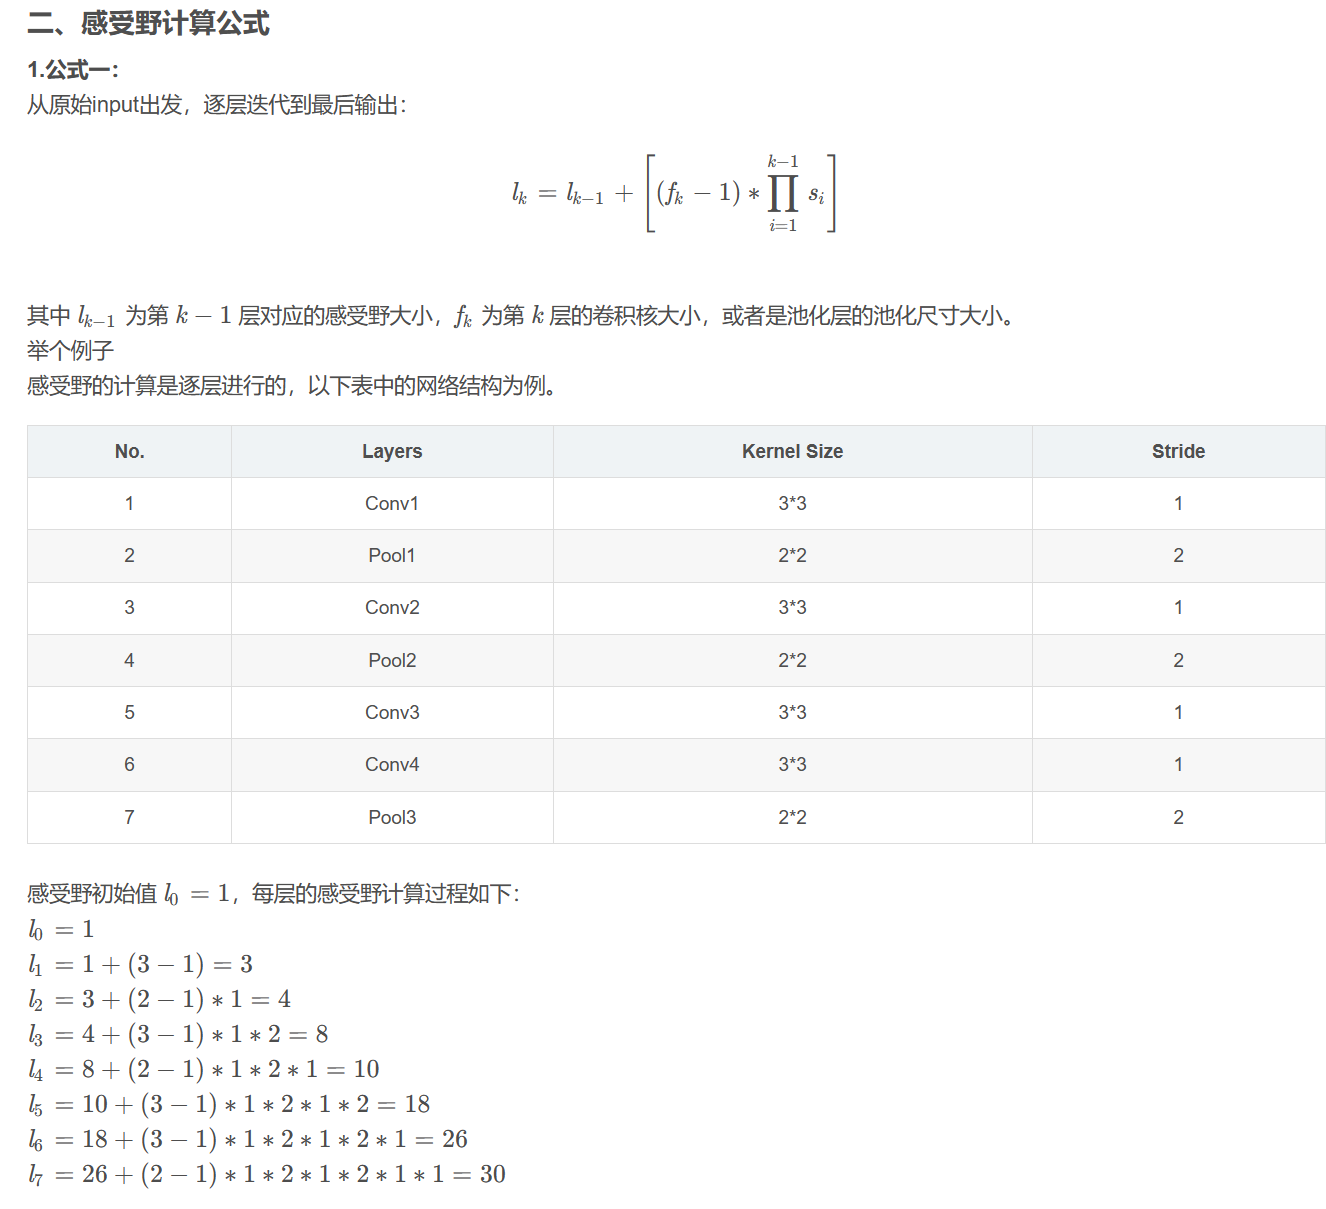 二、感受野计算公式
1.公式一：
从原始input出发，逐层迭代到最后输出：
l_k = l_{k-1} + [(f_k − 1) * ∏_{i=1}^{k−1} s_i]
其中 l_{k−1} 为第 k − 1 层对应的感受野大小，f_k 为第 k 层的卷积核大小，或者是池化层的池化尺寸大小。
举个例子
感受野的计算是逐层进行的，以下表中的网络结构为例。
No. Layers Kernel Size Stride
1 Conv1 3*3 1
2 Pool1 2*2 2
3 Conv2 3*3 1
4 Pool2 2*2 2
5 Conv3 3*3 1
6 Conv4 3*3 1
7 Pool3 2*2 2
感受野初始值 l_0 = 1，每层的感受野计算过程如下：
l_0 = 1
l_1 = 1 + (3 − 1) = 3
l_2 = 3 + (2 − 1) * 1 = 4
l_3 = 4 + (3 − 1) * 1 * 2 = 8
l_4 = 8 + (2 − 1) * 1 * 2 * 1 = 10
l_5 = 10 + (3 − 1) * 1 * 2 * 1 * 2 = 18
l_6 = 18 + (3 − 1) * 1 * 2 * 1 * 2 * 1 = 26
l_7 = 26 + (2 − 1) * 1 * 2 * 1 * 2 * 1 * 1 = 30